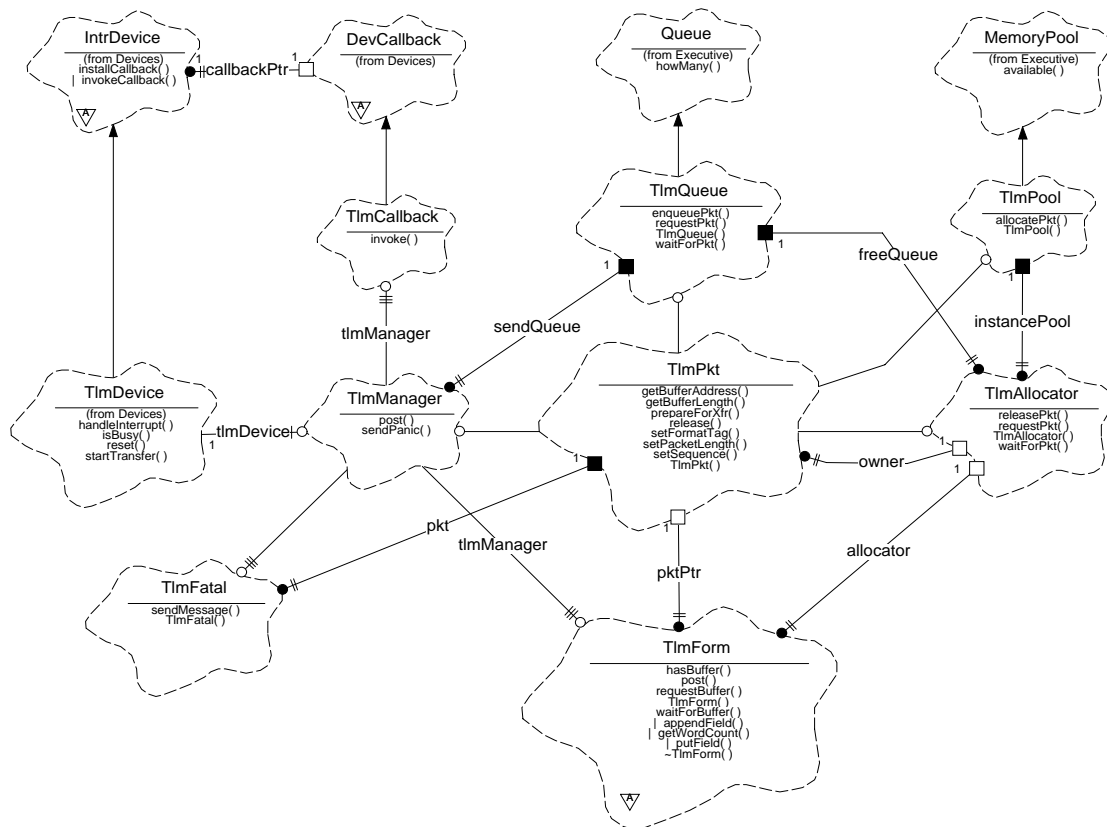 IntrDevice
(from Devices)
installCallback( )
| invokeCallback( )
A
1
callbackPtr
1
DevCallback
(from Devices)
A
Queue
(from Executive)
howMany( )
MemoryPool
(from Executive)
available( )
TlmCallback
invoke( )
TlmQueue
enqueuePkt( )
requestPkt( )
TlmQueue( )
waitForPkt( )
1
1
TlmPool
allocatePkt( )
TlmPool( )
1
freeQueue
sendQueue
instancePool
tlmManager
TlmDevice
(from Devices)
handleInterrupt( )
isBusy( )
reset( )
startTransfer( )
1
tlmDevice
TlmManager
post( )
sendPanic( )
TlmPkt
getBufferAddress( )
getBufferLength( )
prepareForXfr( )
release( )
setFormatTag( )
setPacketLength( )
setSequence( )
TlmPkt( )
1
1
TlmAllocator
releasePkt( )
requestPkt( )
TlmAllocator( )
waitForPkt( )
1
1
owner
pkt
tlmManager
pktPtr
allocator
TlmFatal
sendMessage( )
TlmFatal( )
TlmForm
hasBuffer( )
post( )
requestBuffer( )
TlmForm( )
waitForBuffer( )
| appendField( )
| getWordCount( )
| putField( )
~TlmForm( )
A